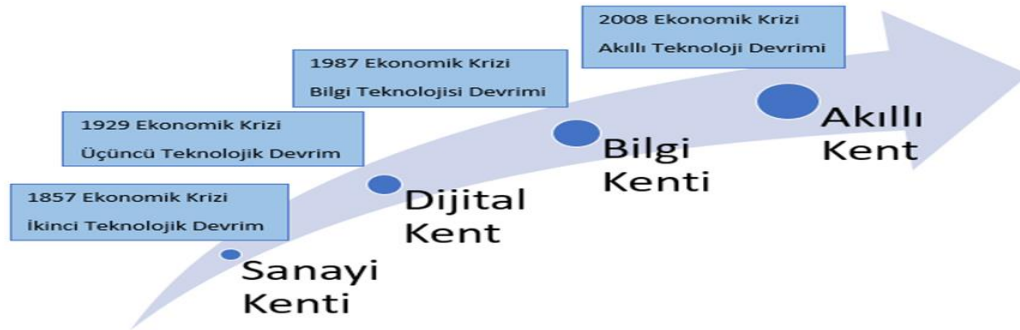 2008 Ekonomik Krizi
Akıllı Teknoloji Devrimi
1987 Ekonomik Krizi
Bilgi Teknolojisi Devrimi
1929 Ekonomik Krizi
Üçüncü Teknolojik Devrim
1857 Ekonomik Krizi
İkinci Teknolojik Devrim
Sanayi
Kenti
Dijital
Kent
Bilgi
Kenti
Akıllı
Kent